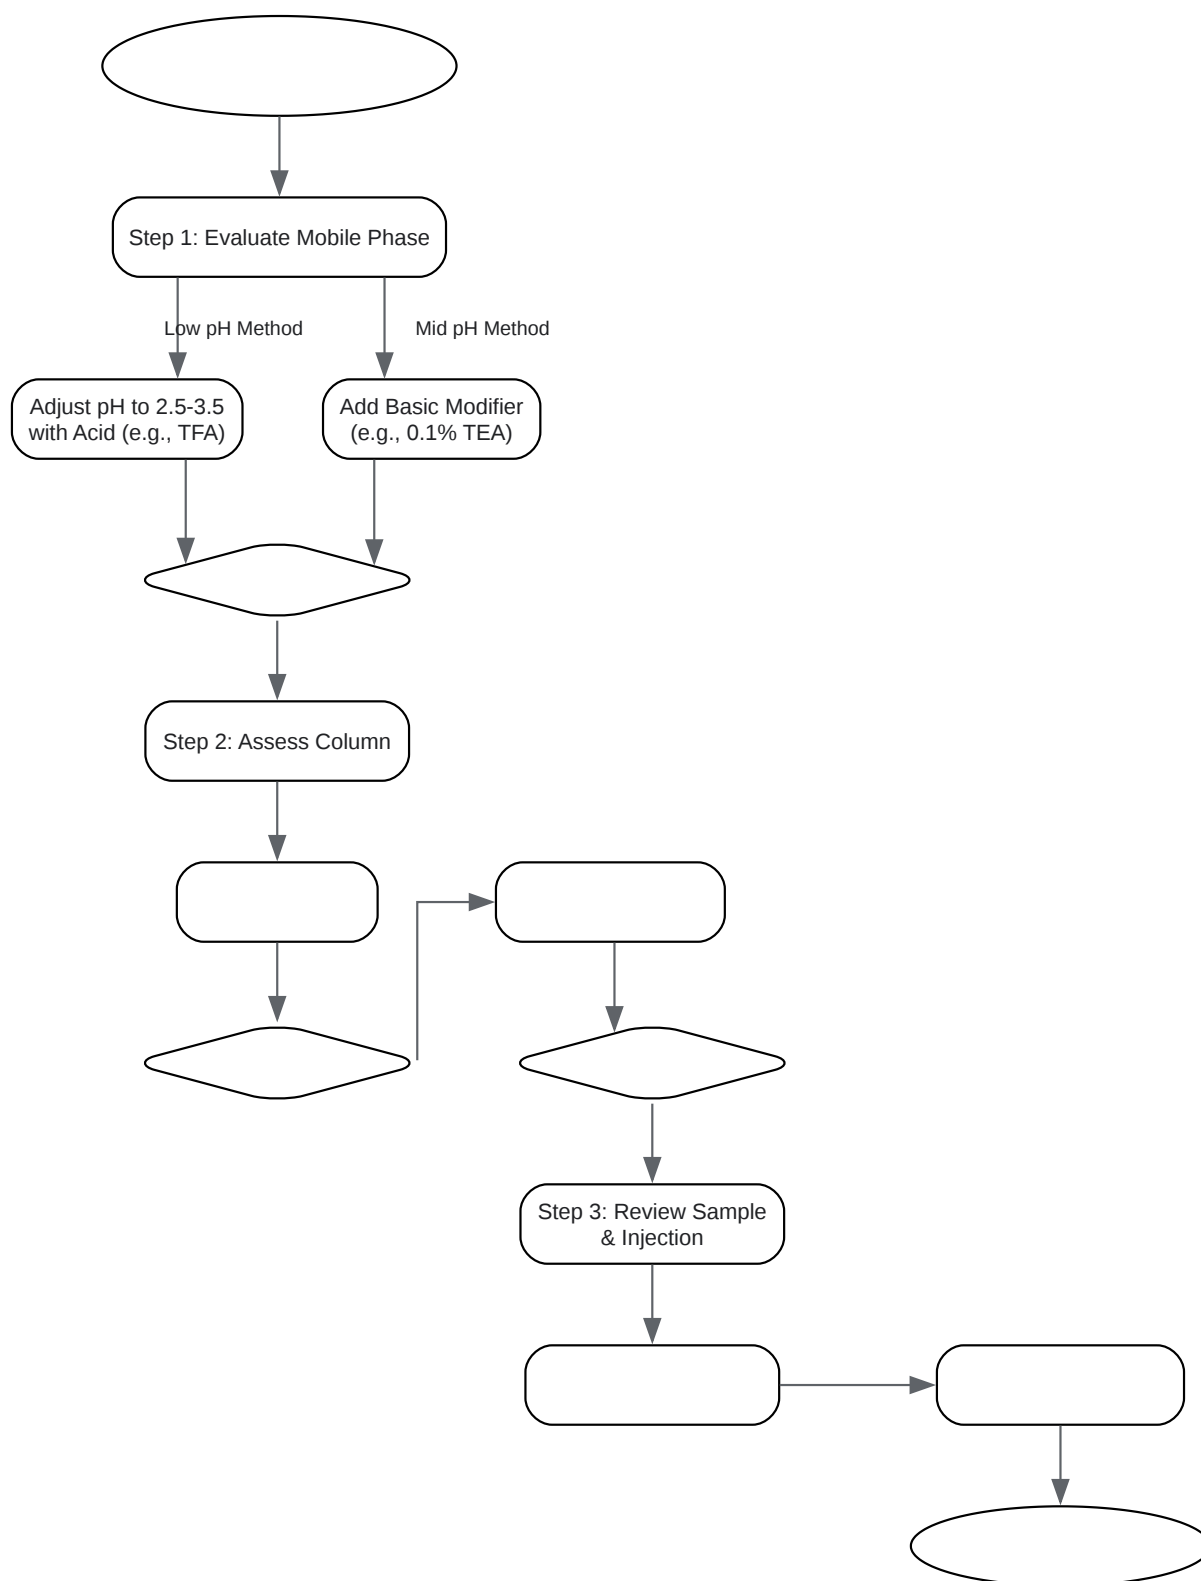 Step 1: Evaluate Mobile Phase
Low pH Method
Mid pH Method
Adjust pH to 2.5-3.5
with Acid (e.g., TFA)
Add Basic Modifier
(e.g., 0.1% TEA)
Step 2: Assess Column
Step 3: Review Sample
& Injection